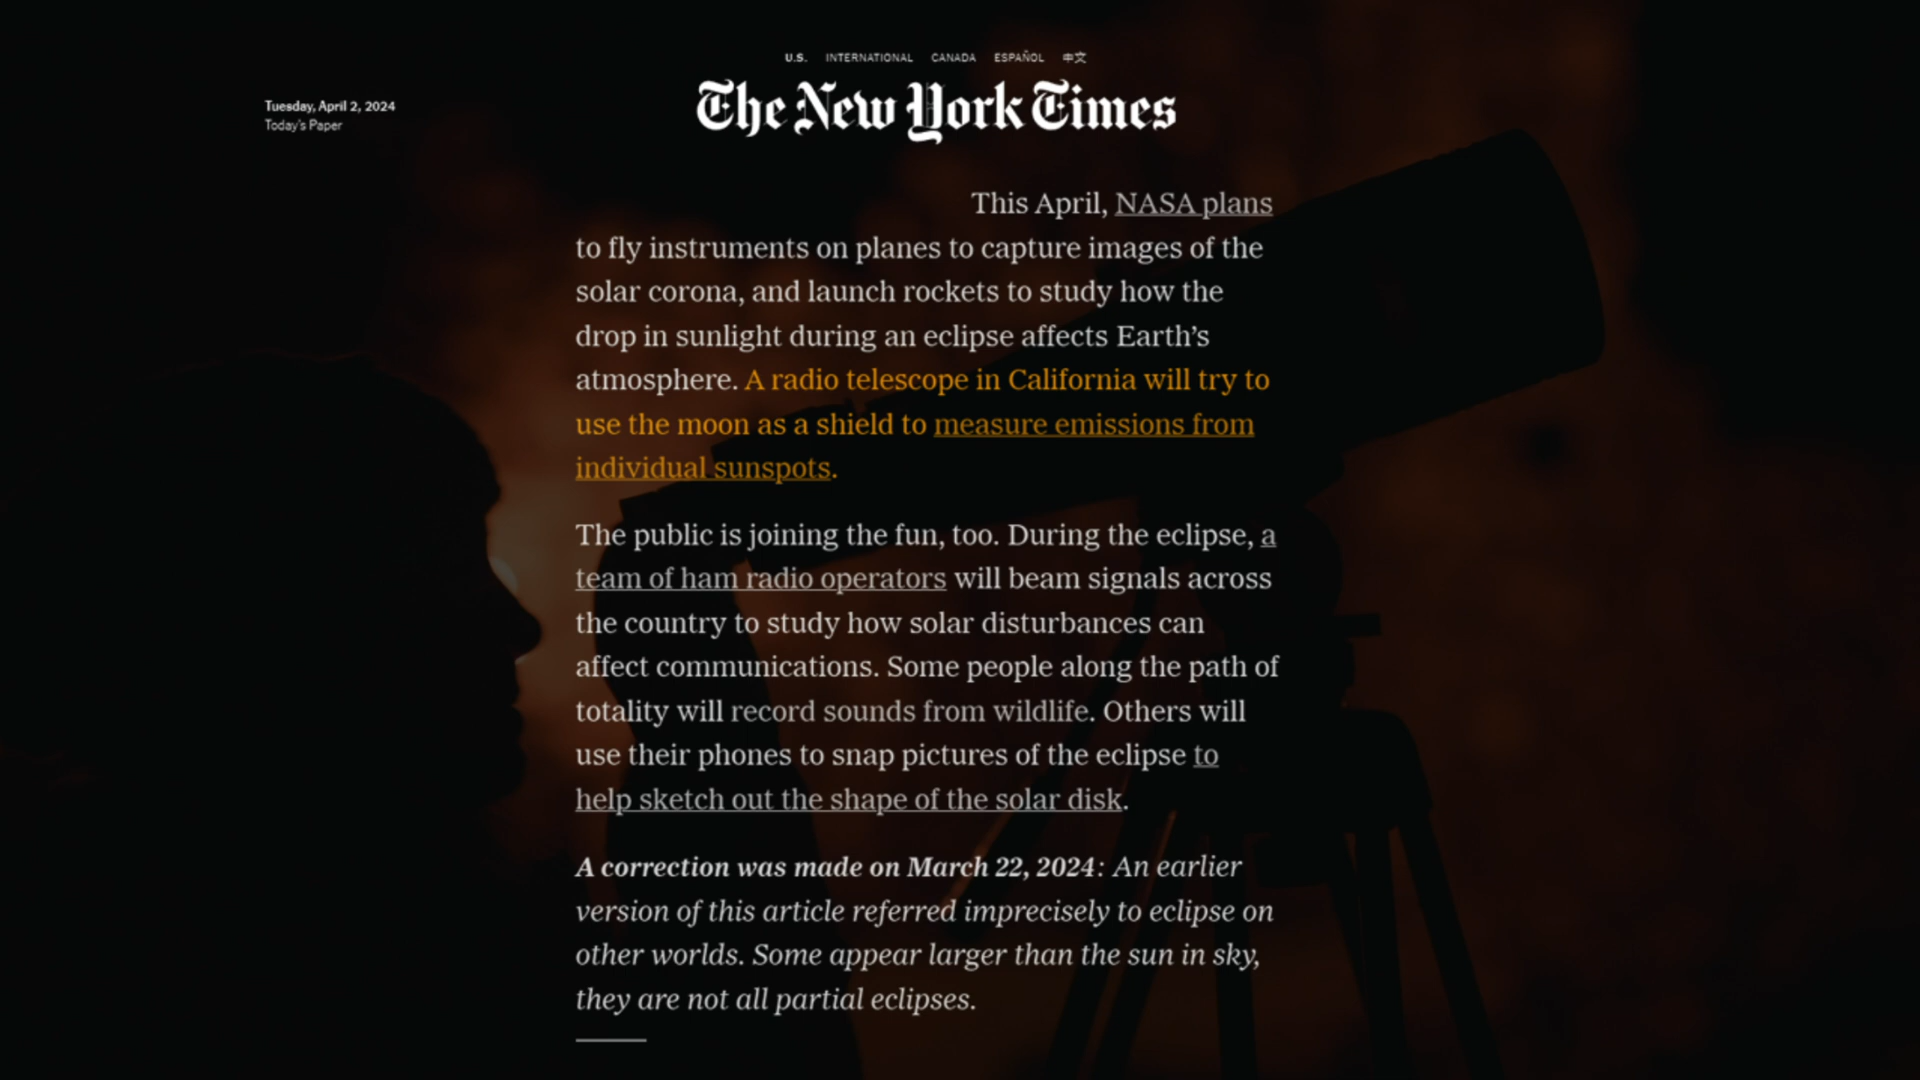 U.S. INTERNATIONAL CANADA ESPAÑOL 中文
Tuesday, April 2, 2024
Today's Paper
The New York Times
This April, NASA plans
to fly instruments on planes to capture images of the
solar corona, and launch rockets to study how the
drop in sunlight during an eclipse affects Earth’s
atmosphere. A radio telescope in California will try to
use the moon as a shield to measure emissions from
individual sunspots.
The public is joining the fun, too. During the eclipse, a
team of ham radio operators will beam signals across
the country to study how solar disturbances can
affect communications. Some people along the path of
totality will record sounds from wildlife. Others will
use their phones to snap pictures of the eclipse to
help sketch out the shape of the solar disk.
A correction was made on March 22, 2024: An earlier
version of this article referred imprecisely to eclipse on
other worlds. Some appear larger than the sun in sky,
they are not all partial eclipses.